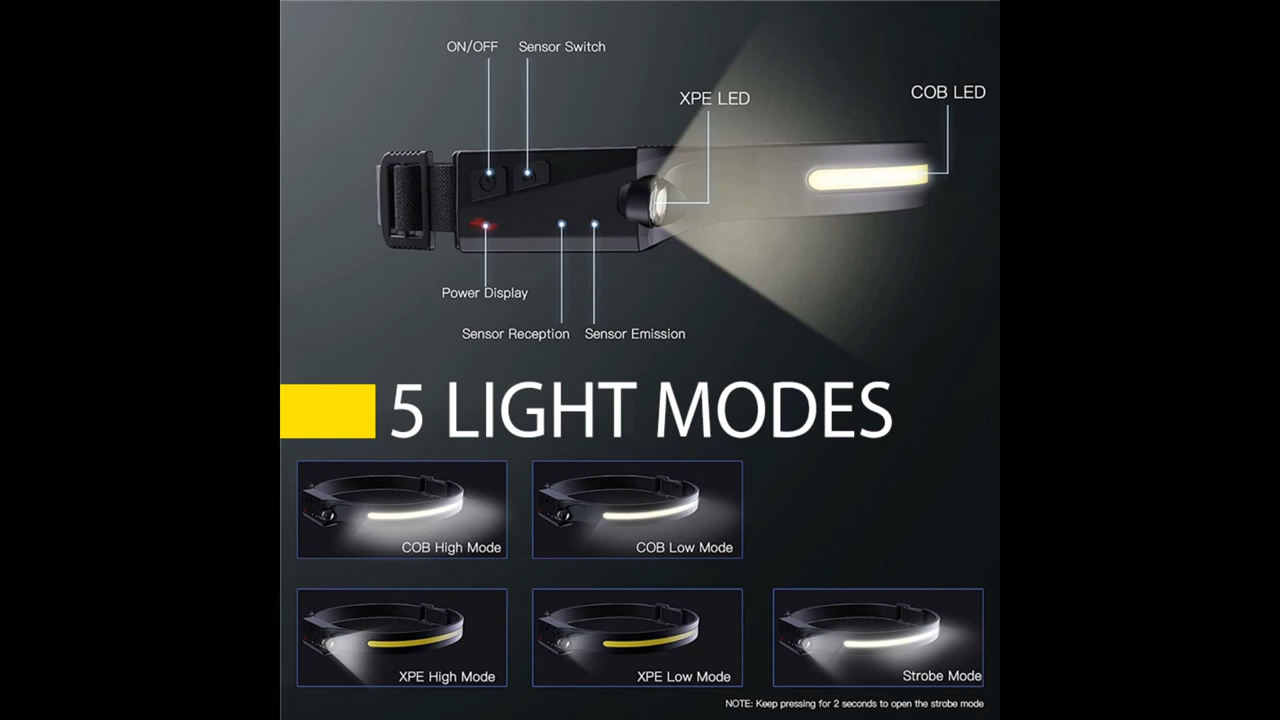 ON/OFF Sensor Switch
XPE LED
COB LED
Power Display
Sensor Reception Sensor Emission
5 LIGHT MODES
COB High Mode
COB Low Mode
XPE High Mode
XPE Low Mode
Strobe Mode
NOTE: Keep pressing for 2 seconds to open the strobe mode